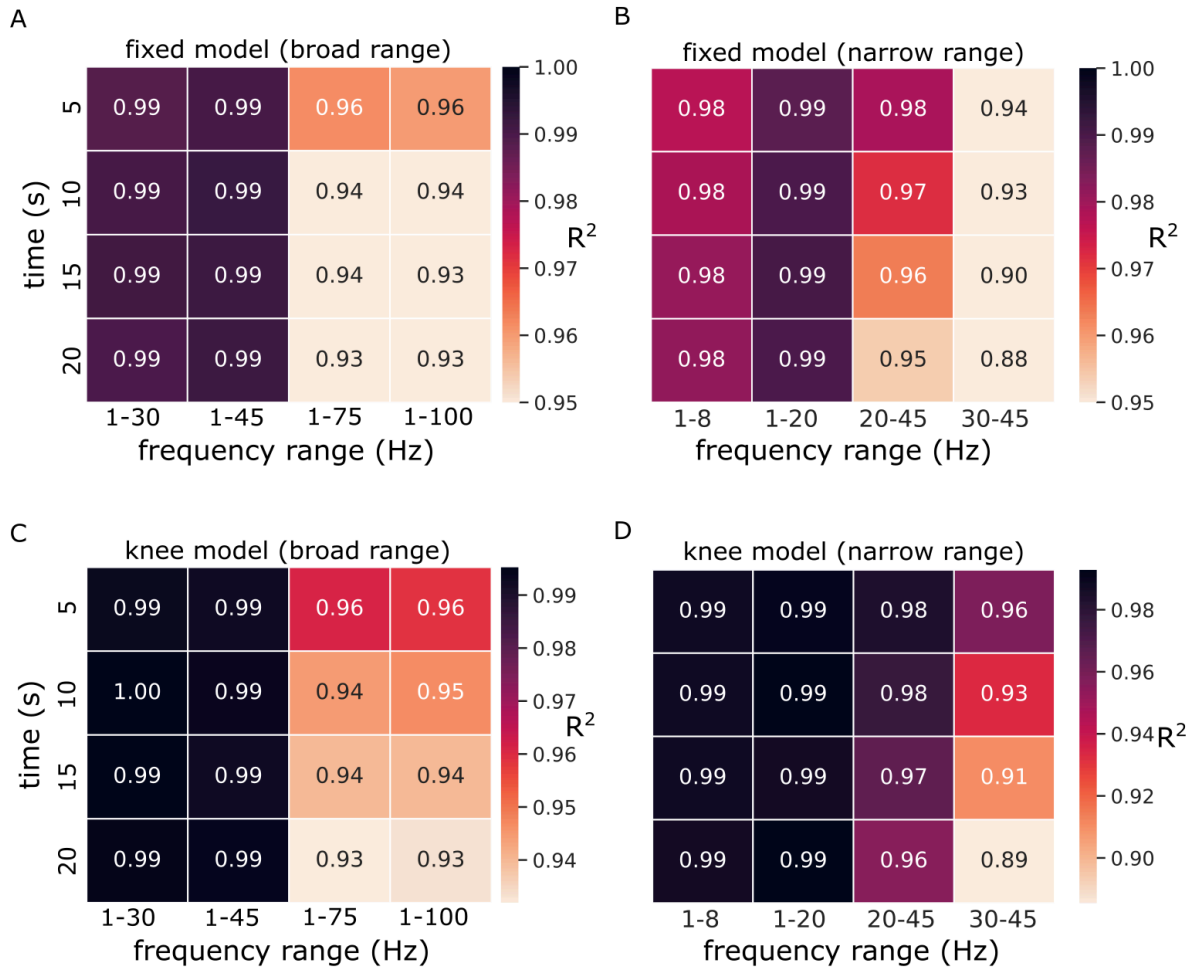 A
fixed model (broad range)
5 0.99 0.99 0.96 0.96
10 0.99 0.99 0.94 0.94
15 0.99 0.99 0.94 0.93
20 0.99 0.99 0.93 0.93
1-30 1-45 1-75 1-100
time (s)
frequency range (Hz)
1.00
0.99
0.98
0.97
0.96
0.95
R²
B
fixed model (narrow range)
0.98 0.99 0.98 0.94
0.98 0.99 0.97 0.93
0.98 0.99 0.96 0.90
0.98 0.99 0.95 0.88
1-8 1-20 20-45 30-45
frequency range (Hz)
1.00
0.99
0.98
0.97
0.96
0.95
R²
C
knee model (broad range)
5 0.99 0.99 0.96 0.96
10 1.00 0.99 0.94 0.95
15 0.99 0.99 0.94 0.94
20 0.99 0.99 0.93 0.93
1-30 1-45 1-75 1-100
time (s)
frequency range (Hz)
0.99
0.98
0.97
0.96
0.95
0.94
R²
D
knee model (narrow range)
0.99 0.99 0.98 0.96
0.99 0.99 0.98 0.93
0.99 0.99 0.97 0.91
0.99 0.99 0.96 0.89
1-8 1-20 20-45 30-45
frequency range (Hz)
0.98
0.96
0.94
0.92
0.90
R²